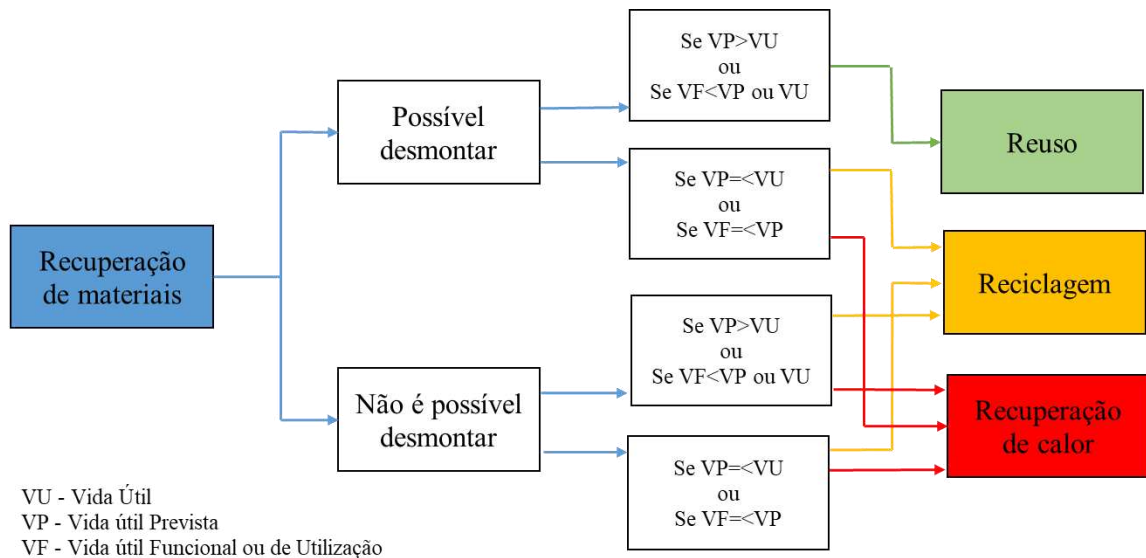 Recuperação
de materiais
Possível
desmontar
Não é possível
desmontar
Se VP>VU
ou
Se VF<VP ou VU
Se VP=<VU
ou
Se VF=<VP
Se VP>VU
ou
Se VF<VP ou VU
Se VP=<VU
ou
Se VF=<VP
Reuso
Reciclagem
Recuperação
de calor
VU - Vida Útil
VP - Vida útil Prevista
VF - Vida útil Funcional ou de Utilização